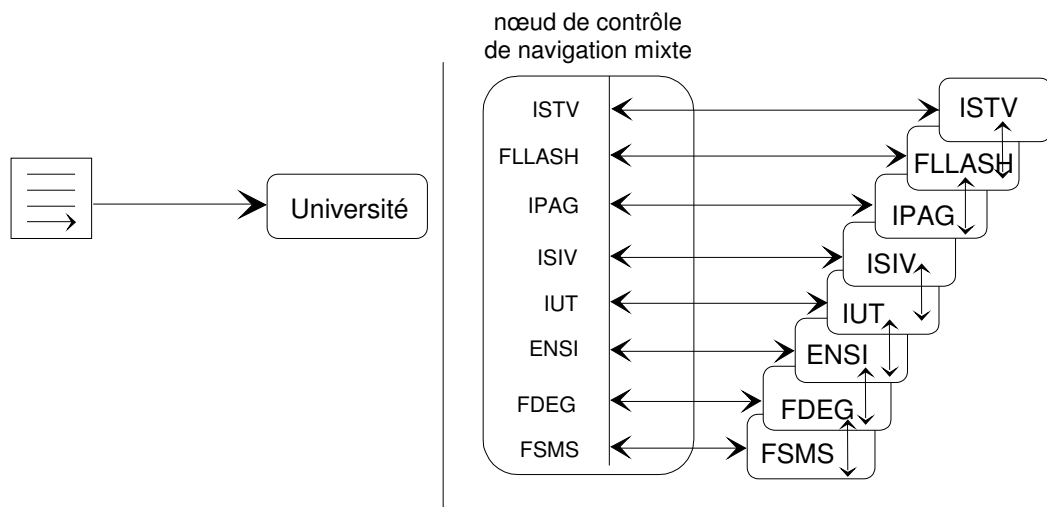 nœud de contrôle
de navigation mixte
Université
ISTV
FLLASH
IPAG
ISIV
IUT
ENSI
FDEG
FSMS
ISTV
FLLASH
IPAG
ISIV
IUT
ENSI
FDEG
FSMS